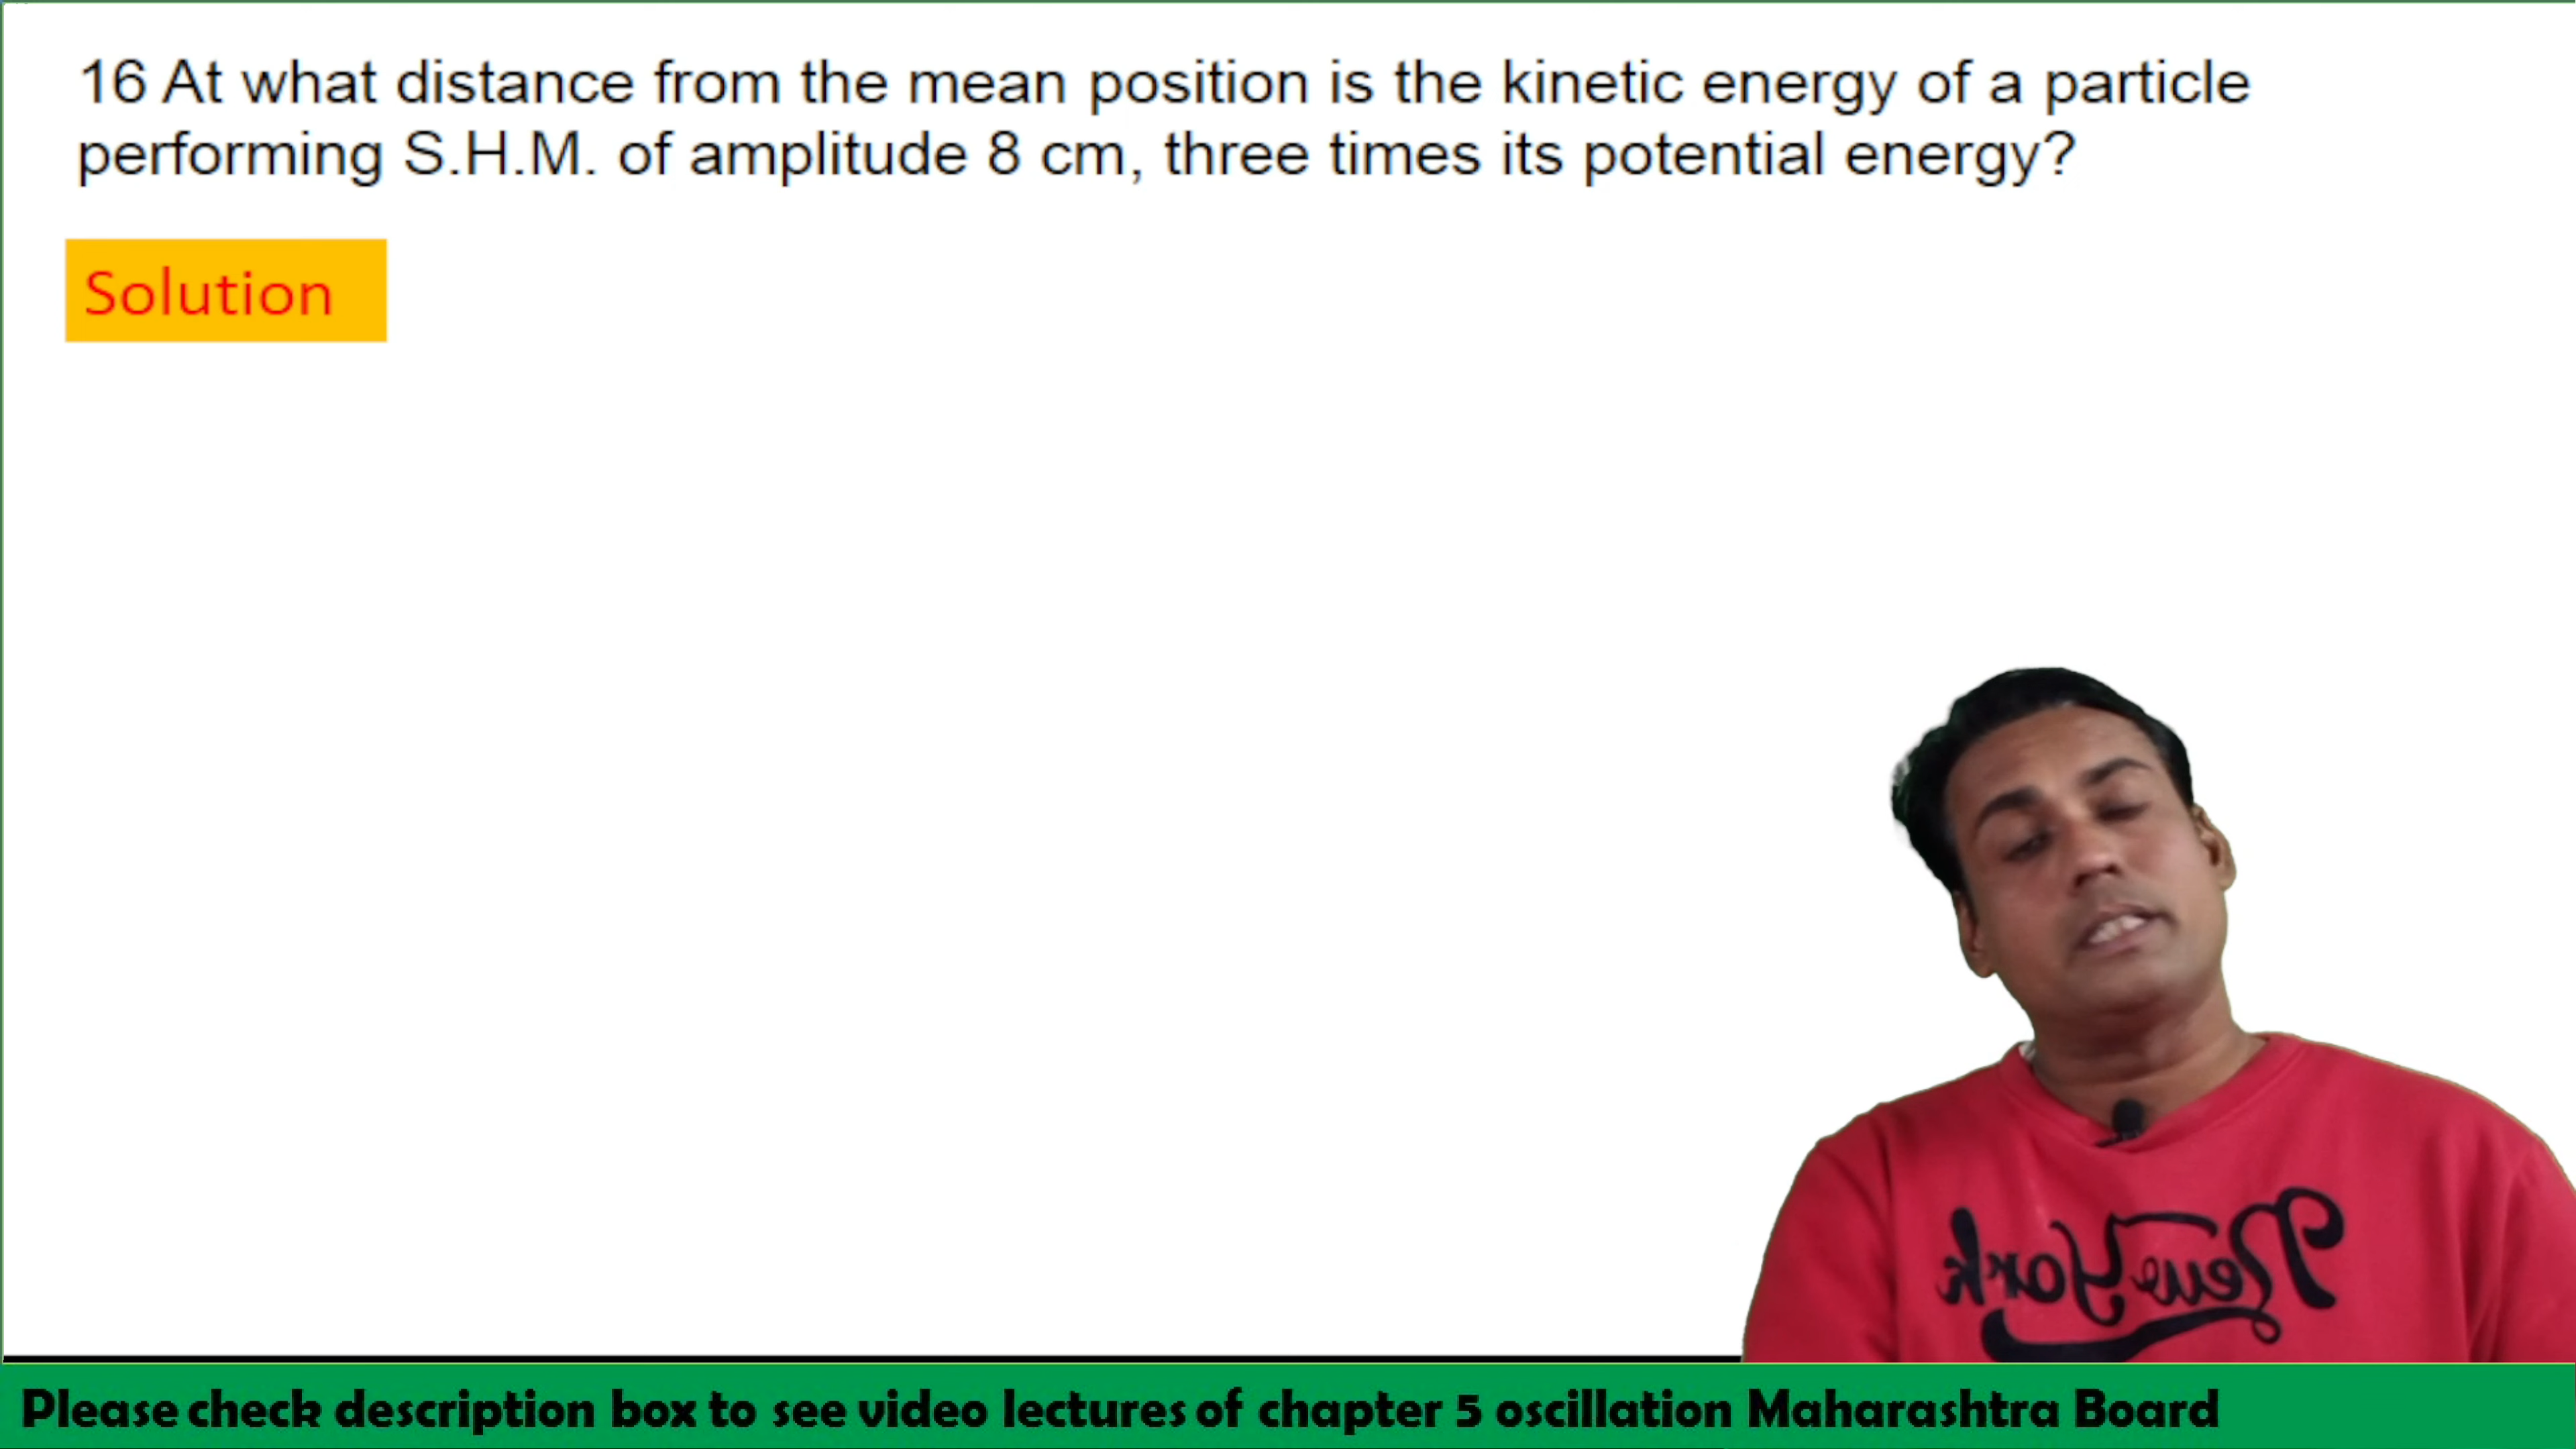 16 At what distance from the mean position is the kinetic energy of a particle
performing S.H.M. of amplitude 8 cm, three times its potential energy?
Solution
New York
Please check description box to see video lectures of chapter 5 oscillation Maharashtra Board